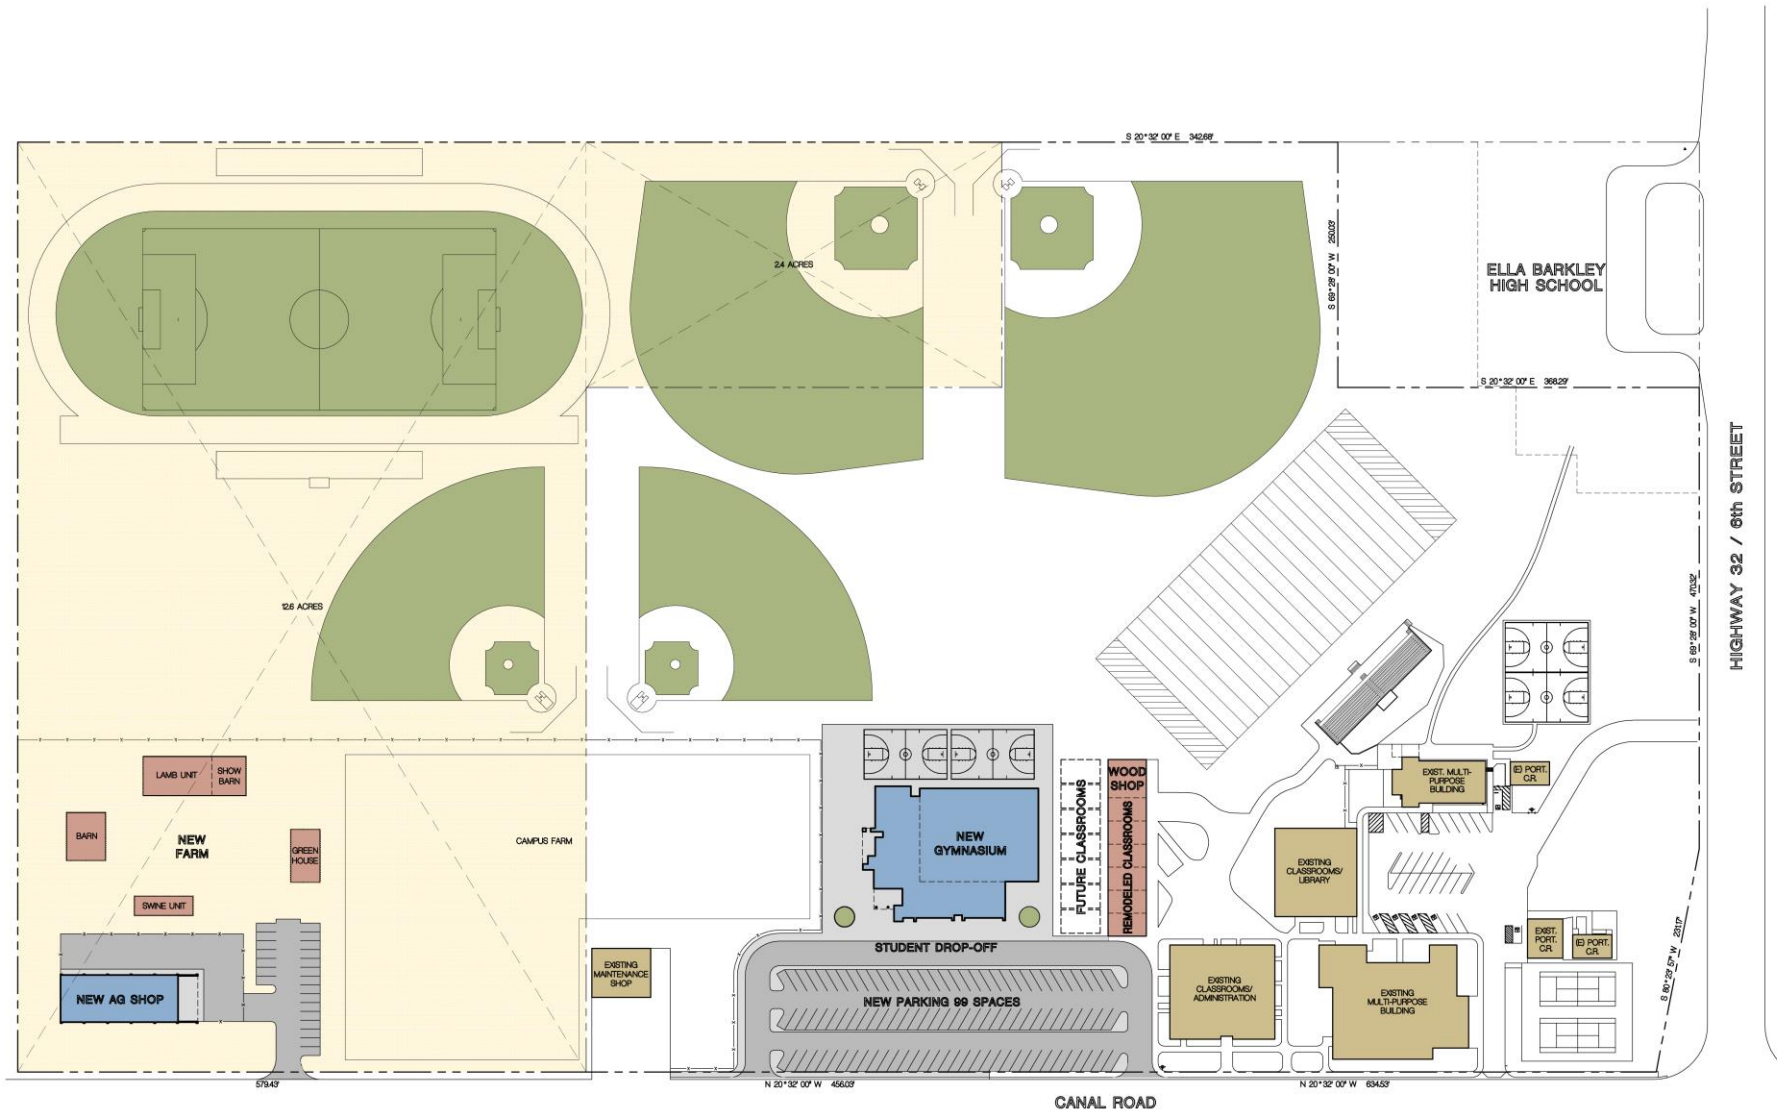 S 20°32' 00" E 342.68'
S 69°28' 00" W 250.03'
2.4 ACRES
ELLA BARKLEY
HIGH SCHOOL
S 20°32' 00" E 368.29'
HIGHWAY 32 / 6th STREET
S 69°28' 00" W 470.32'
12.6 ACRES
LAMB UNIT
SHOW
BARN
BARN
NEW
FARM
GREEN
HOUSE
SWINE UNIT
CAMPUS FARM
NEW AG SHOP
EXISTING
MAINTENANCE
SHOP
NEW
GYMNASIUM
FUTURE CLASSROOMS
WOOD
SHOP
REMODELED CLASSROOMS
STUDENT DROP-OFF
NEW PARKING 99 SPACES
EXIST. MULTI-
PURPOSE
BUILDING
(E) PORT.
C.R.
EXISTING
CLASSROOMS/
LIBRARY
EXIST.
PORT.
C.R.
(E) PORT.
C.R.
EXISTING
CLASSROOMS/
ADMINISTRATION
EXISTING
MULTI-PURPOSE
BUILDING
S 80°23' 57" W 231.17'
579.43'
N 20°32' 00" W 456.03'
N 20°32' 00" W 634.53'
CANAL ROAD